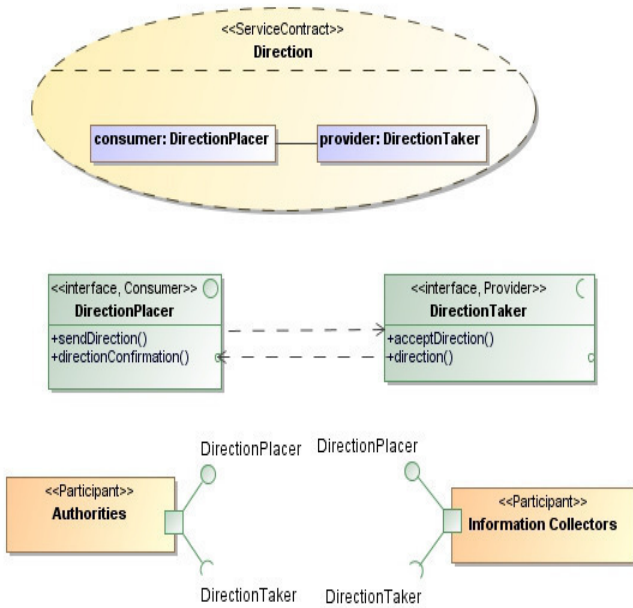 <<ServiceContract>>
Direction
consumer: DirectionPlacer
provider: DirectionTaker
<<interface, Consumer>>
DirectionPlacer
+sendDirection()
+directionConfirmation()
<<interface, Provider>>
DirectionTaker
+acceptDirection()
+direction()
DirectionPlacer
DirectionPlacer
<<Participant>>
Authorities
<<Participant>>
Information Collectors
DirectionTaker
DirectionTaker